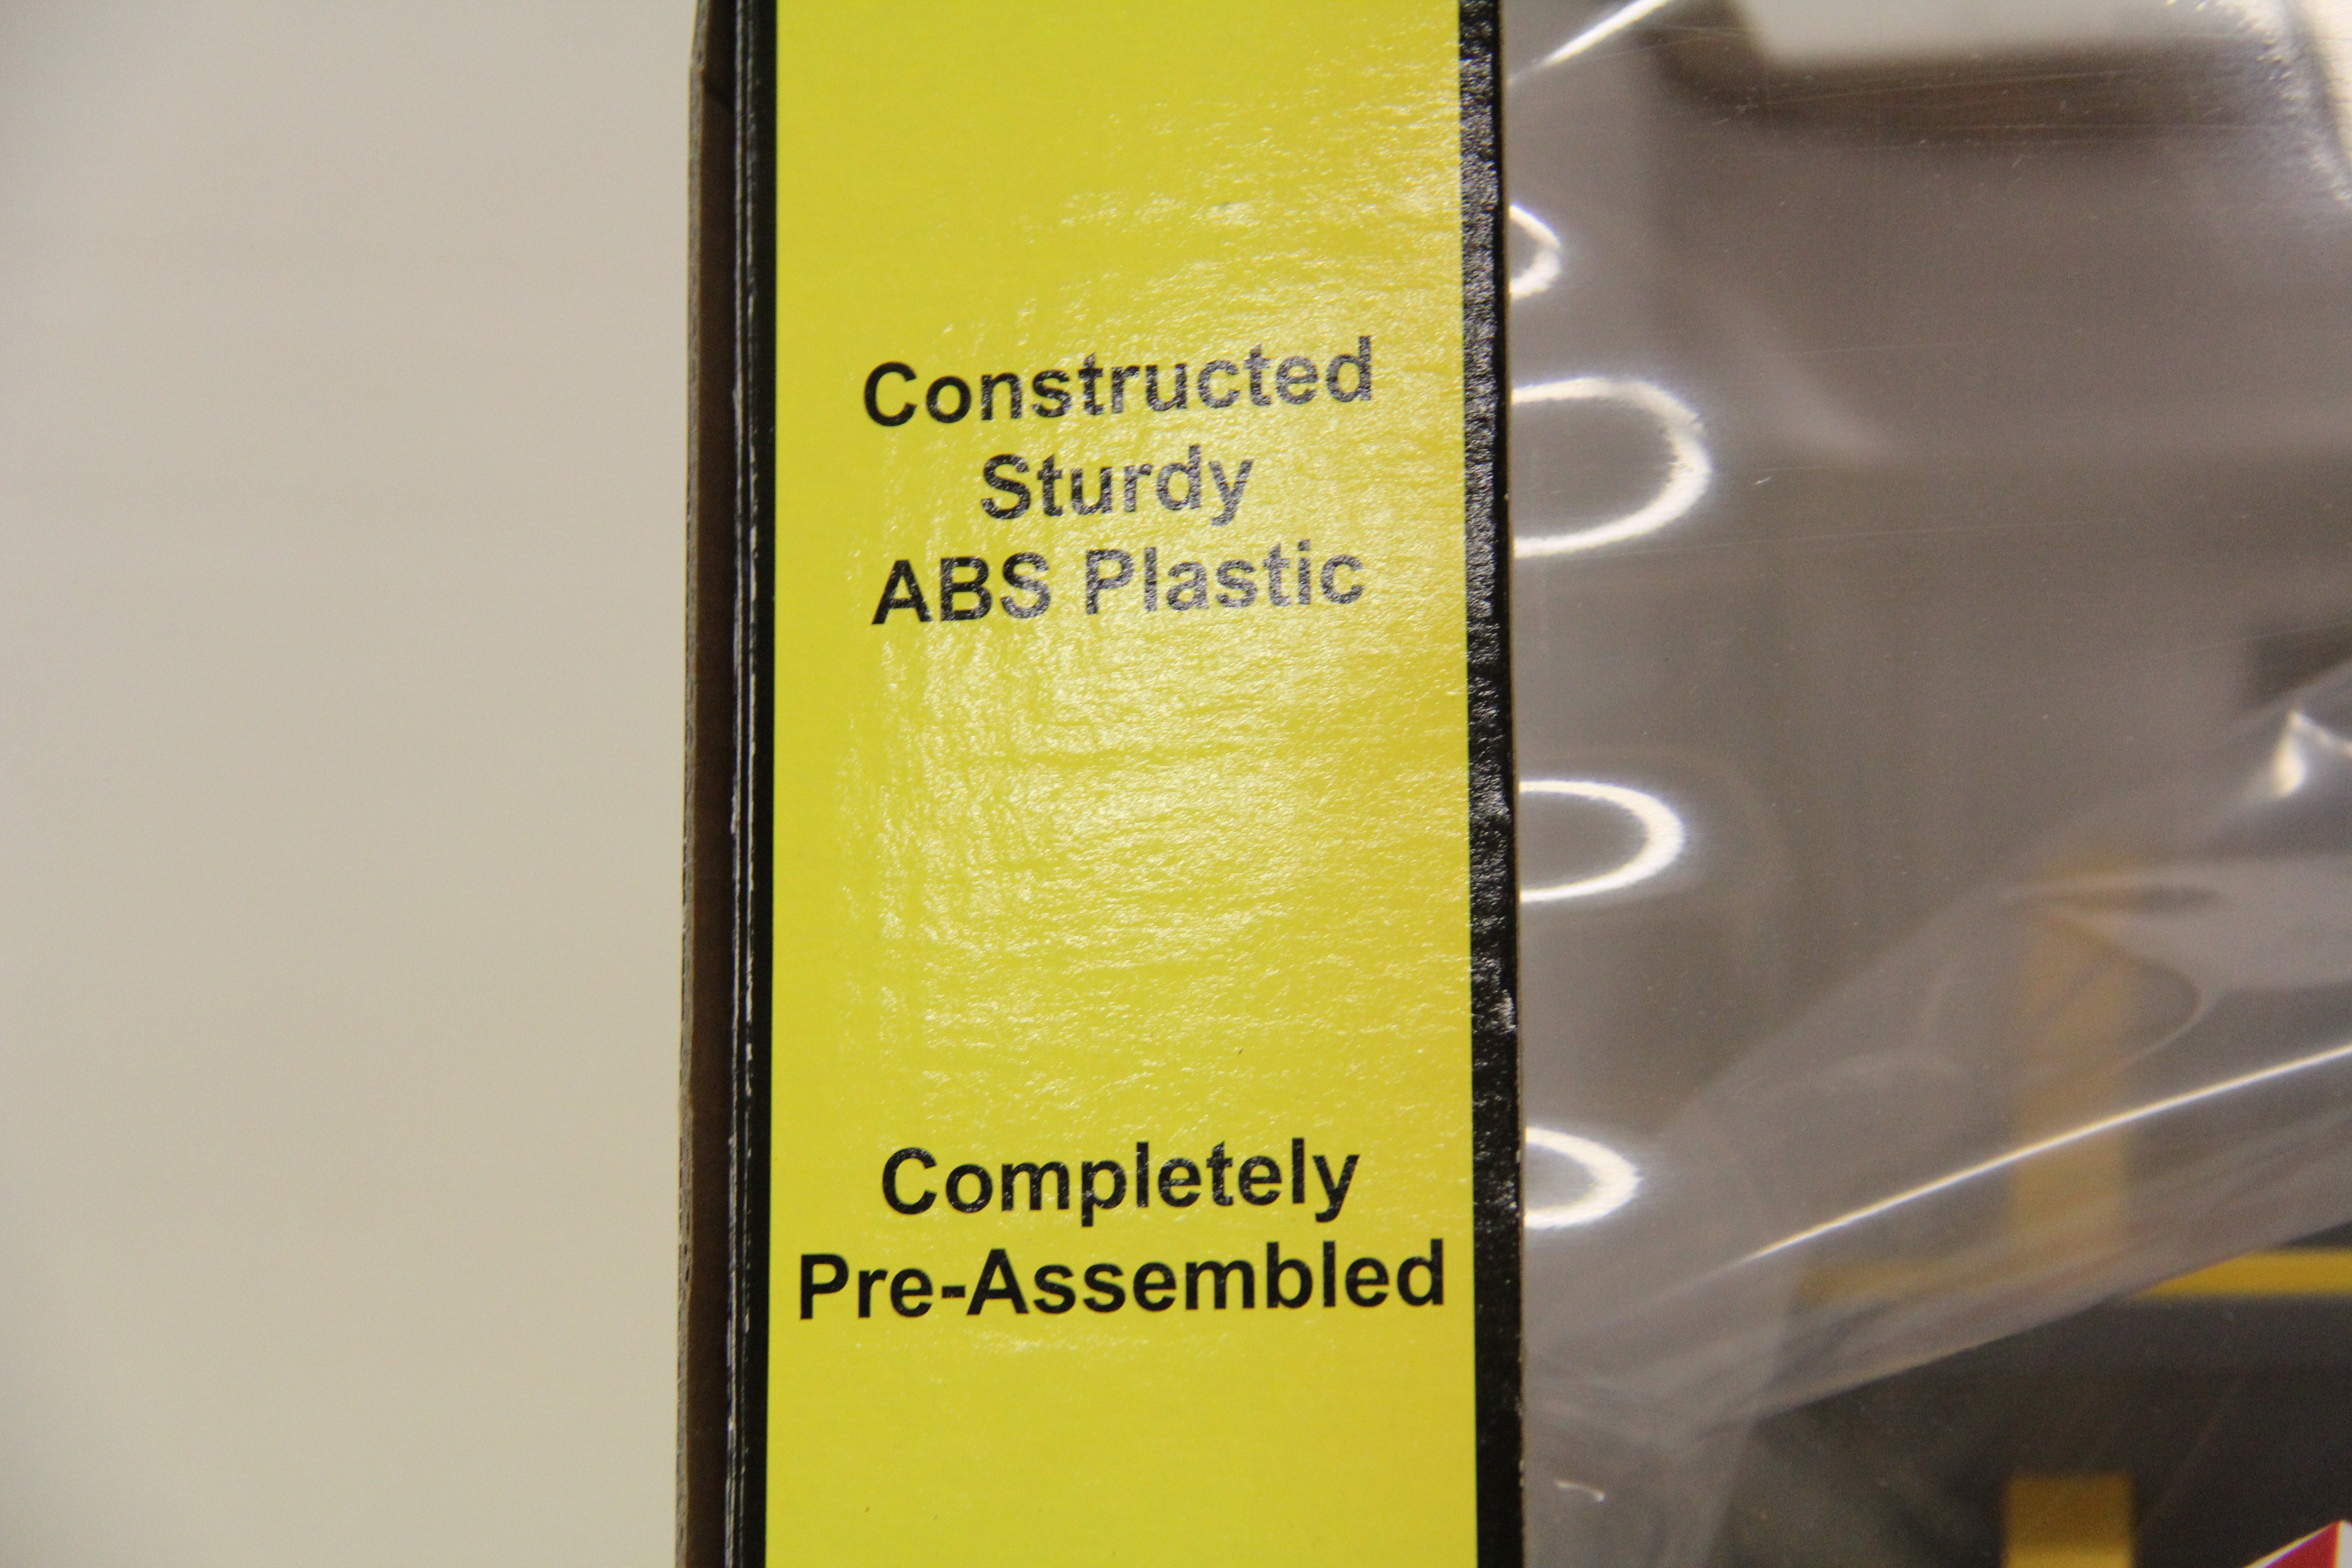 Constructed
Sturdy
ABS Plastic
Completely
Pre-Assembled